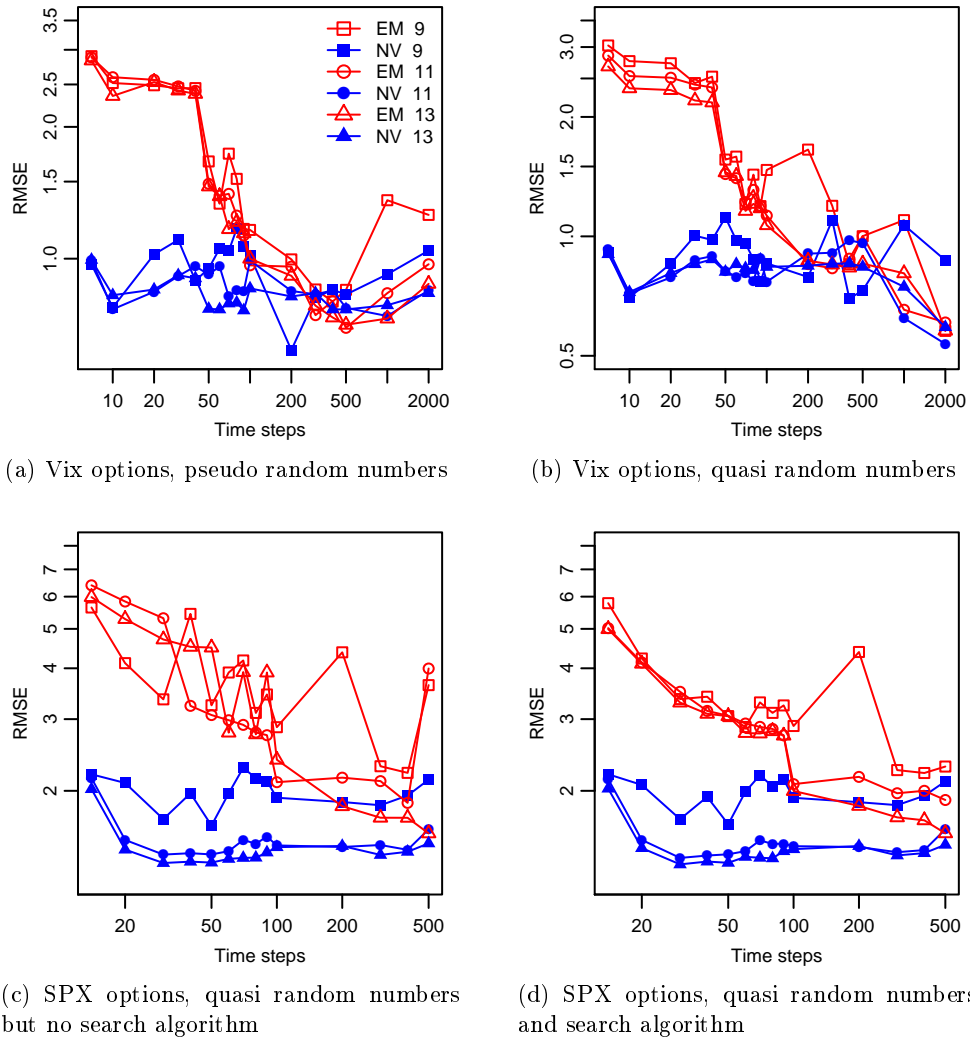 3.5
2.5
2.0
1.5
1.0
RMSE
10 20 50 200 500 2000
Time steps
EM 9
NV 9
EM 11
NV 11
EM 13
NV 13
(a) Vix options, pseudo random numbers
3.0
2.0
1.5
1.0
0.5
RMSE
10 20 50 200 500 2000
Time steps
(b) Vix options, quasi random numbers
7
6
5
4
3
2
RMSE
20 50 100 200 500
Time steps
(c) SPX options, quasi random numbers
but no search algorithm
7
6
5
4
3
2
RMSE
20 50 100 200 500
Time steps
(d) SPX options, quasi random numbers
and search algorithm